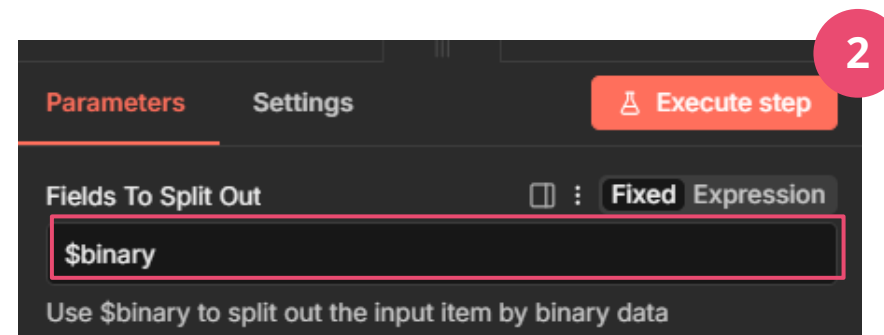 2
Parameters Settings Execute step
Fields To Split Out Fixed Expression
$binary
Use $binary to split out the input item by binary data